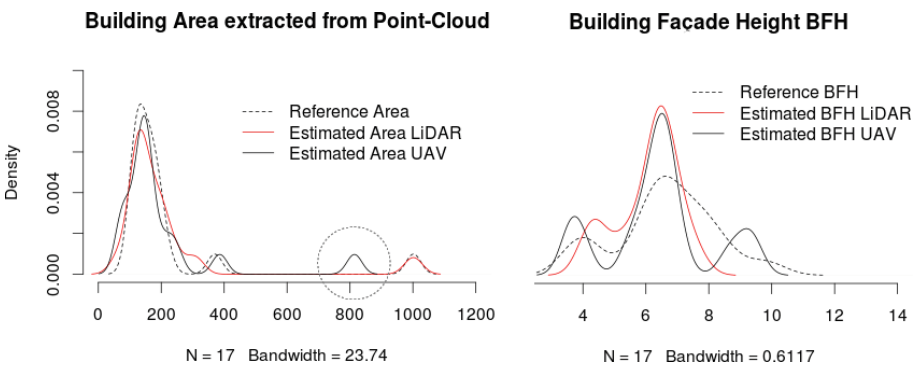 Building Area extracted from Point-Cloud
Reference Area
Estimated Area LiDAR
Estimated Area UAV
Density
0.008
0.004
0.000
0 200 400 600 800 1000 1200
N = 17 Bandwidth = 23.74
Building Façade Height BFH
Reference BFH
Estimated BFH LiDAR
Estimated BFH UAV
4 6 8 10 12 14
N = 17 Bandwidth = 0.6117